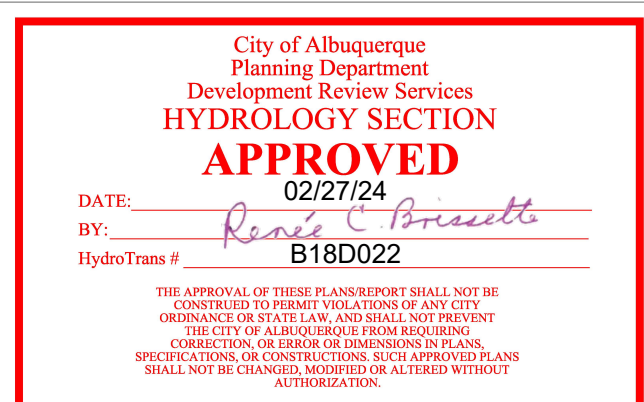 City of Albuquerque
Planning Department
Development Review Services
HYDROLOGY SECTION
APPROVED
DATE: 02/27/24
BY: Renée C. Brissette
HydroTrans # B18D022
THE APPROVAL OF THESE PLANS/REPORT SHALL NOT BE
CONSTRUED TO PERMIT VIOLATIONS OF ANY CITY
ORDINANCE OR STATE LAW, AND SHALL NOT PREVENT
THE CITY OF ALBUQUERQUE FROM REQUIRING
CORRECTION, OR ERROR OR DIMENSIONS IN PLANS,
SPECIFICATIONS, OR CONSTRUCTIONS. SUCH APPROVED PLANS
SHALL NOT BE CHANGED, MODIFIED OR ALTERED WITHOUT
AUTHORIZATION.